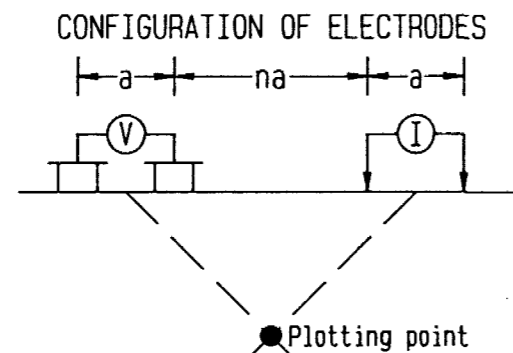 CONFIGURATION OF ELECTRODES
a na a
V I
Plotting point